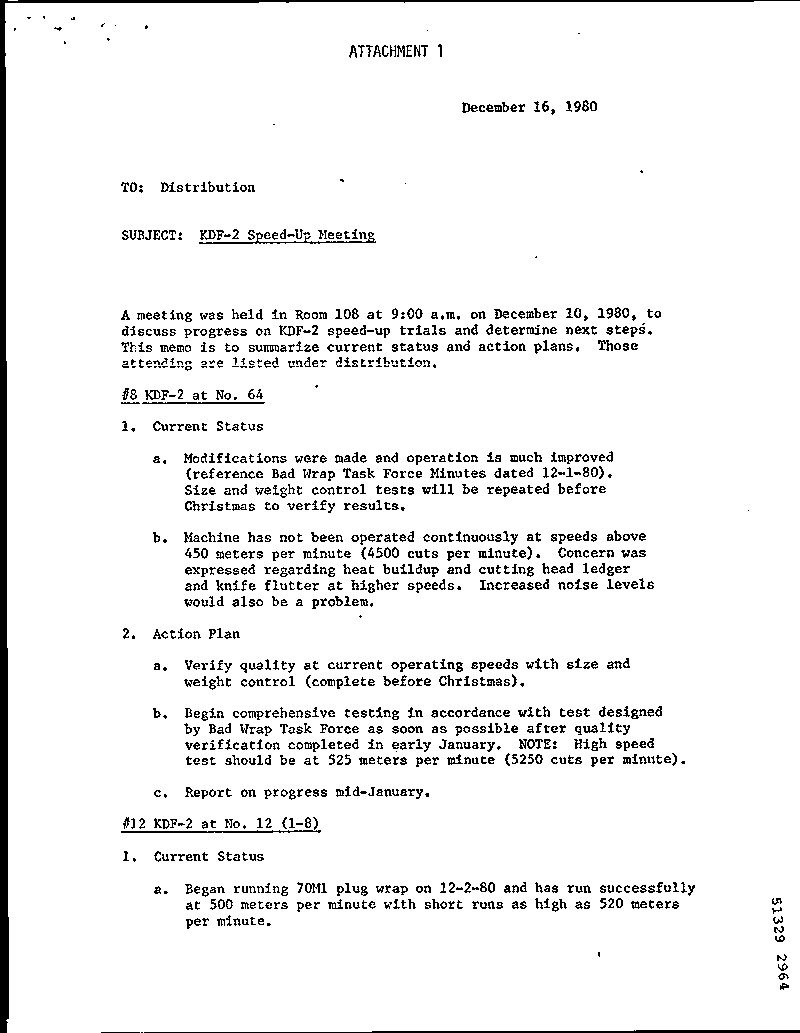 ATTACHMENT 1
December 16, 1980
TO: Distribution
SUBJECT: KDF-2 Speed-Up Meeting
A meeting was held in Room 108 at 9:00 a.m. on December 10, 1980, to
discuss progress on KDF-2 speed-up trials and determine next steps.
This memo is to summarize current status and action plans. Those
attending are listed under distribution.
#8 KDF-2 at No. 64
1. Current Status
a. Modifications were made and operation is much improved
(reference Bad Wrap Task Force Minutes dated 12-1-80).
Size and weight control tests will be repeated before
Christmas to verify results.
b. Machine has not been operated continuously at speeds above
450 meters per minute (4500 cuts per minute). Concern was
expressed regarding heat buildup and cutting head ledger
and knife flutter at higher speeds. Increased noise levels
would also be a problem.
2. Action Plan
a. Verify quality at current operating speeds with size and
weight control (complete before Christmas).
b. Begin comprehensive testing in accordance with test designed
by Bad Wrap Task Force as soon as possible after quality
verification completed in early January. NOTE: High speed
test should be at 525 meters per minute (5250 cuts per minute).
c. Report on progress mid-January.
#12 KDF-2 at No. 12 (1-8)
1. Current Status
a. Began running 70M1 plug wrap on 12-2-80 and has run successfully
at 500 meters per minute with short runs as high as 520 meters
per minute.
51329 2964